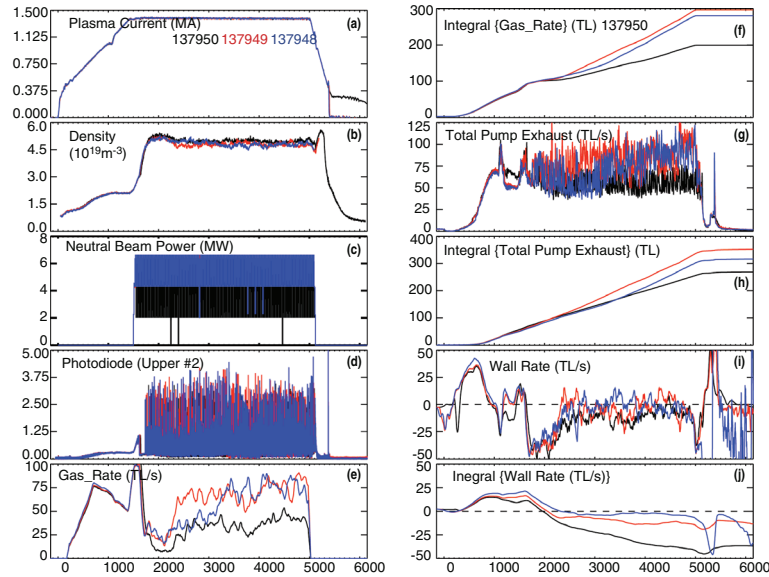 1.500
1.125
0.750
0.375
0.000
Plasma Current (MA)
137950 137949 137948
(a)
6.0
4.5
3.0
1.5
0.0
Density
(10¹⁹m⁻³)
(b)
8
6
4
2
0
Neutral Beam Power (MW)
(c)
5.00
3.75
2.50
1.25
0.00
Photodiode (Upper #2)
(d)
100
75
50
25
0
Gas_Rate (TL/s)
(e)
0 1000 2000 3000 4000 5000 6000
300
200
100
0
Integral {Gas_Rate} (TL) 137950
(f)
125
100
75
50
25
0
Total Pump Exhaust (TL/s)
(g)
400
300
200
100
0
Integral {Total Pump Exhaust} (TL)
(h)
50
25
0
-25
-50
Wall Rate (TL/s)
(i)
50
25
0
-25
-50
Inegral {Wall Rate (TL/s)}
(j)
0 1000 2000 3000 4000 5000 6000